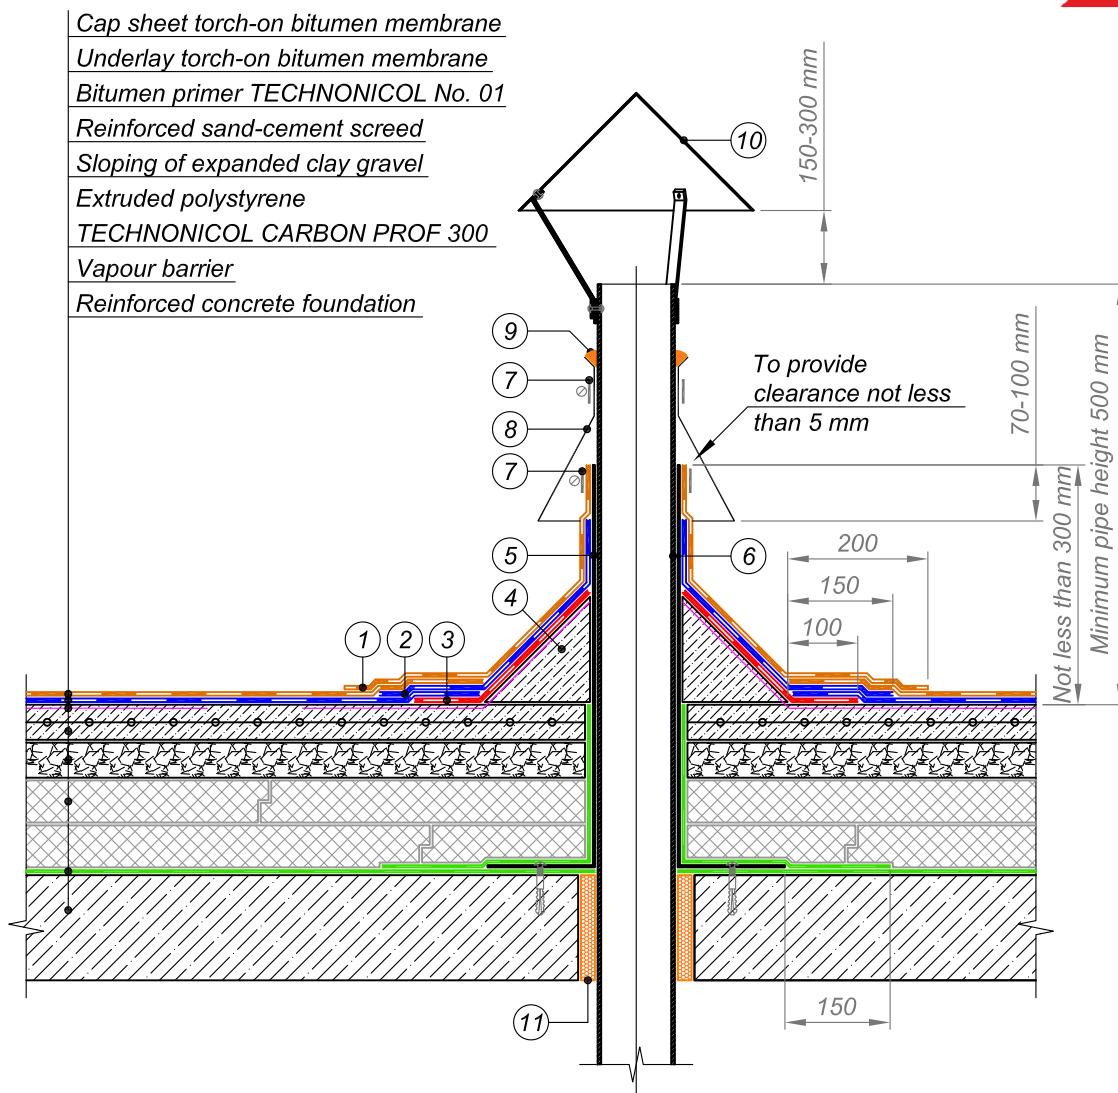 Cap sheet torch-on bitumen membrane
Underlay torch-on bitumen membrane
Bitumen primer TECHNONICOL No. 01
Reinforced sand-cement screed
Sloping of expanded clay gravel
Extruded polystyrene
TECHNONICOL CARBON PROF 300
Vapour barrier
Reinforced concrete foundation
10
150-300 mm
9
7
8
7
To provide
clearance not less
than 5 mm
70-100 mm
Not less than 300 mm
Minimum pipe height 500 mm
5
6
4
200
150
100
1
2
3
150
11